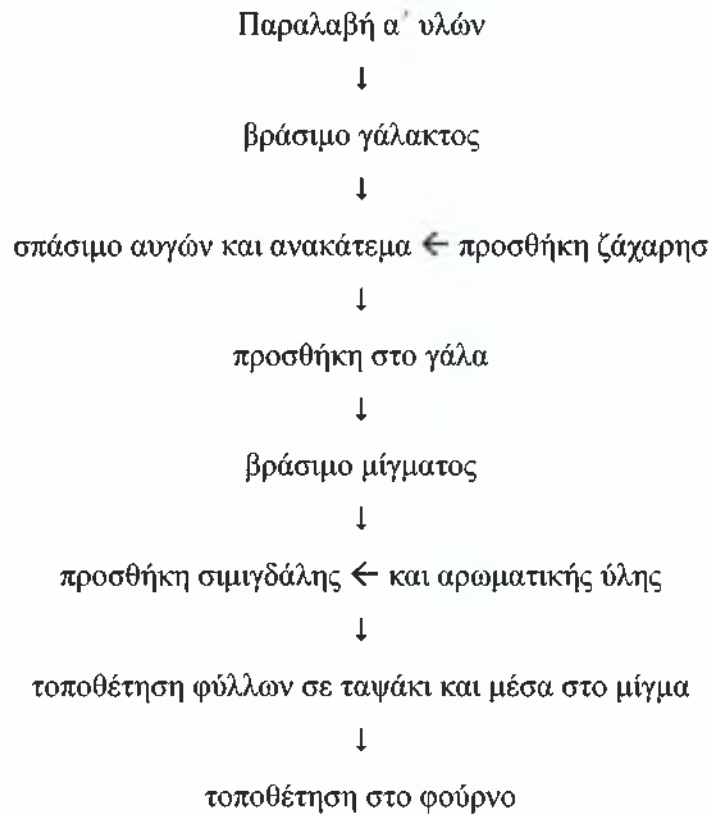 Παραλαβή α΄ υλών
↓
βράσιμο γάλακτος
↓
σπάσιμο αυγών και ανακάτεμα ← προσθήκη ζάχαρησ
↓
προσθήκη στο γάλα
↓
βράσιμο μίγματος
↓
προσθήκη σιμιγδάλης ← και αρωματικής ύλης
↓
τοποθέτηση φύλλων σε ταψάκι και μέσα στο μίγμα
↓
τοποθέτηση στο φούρνο